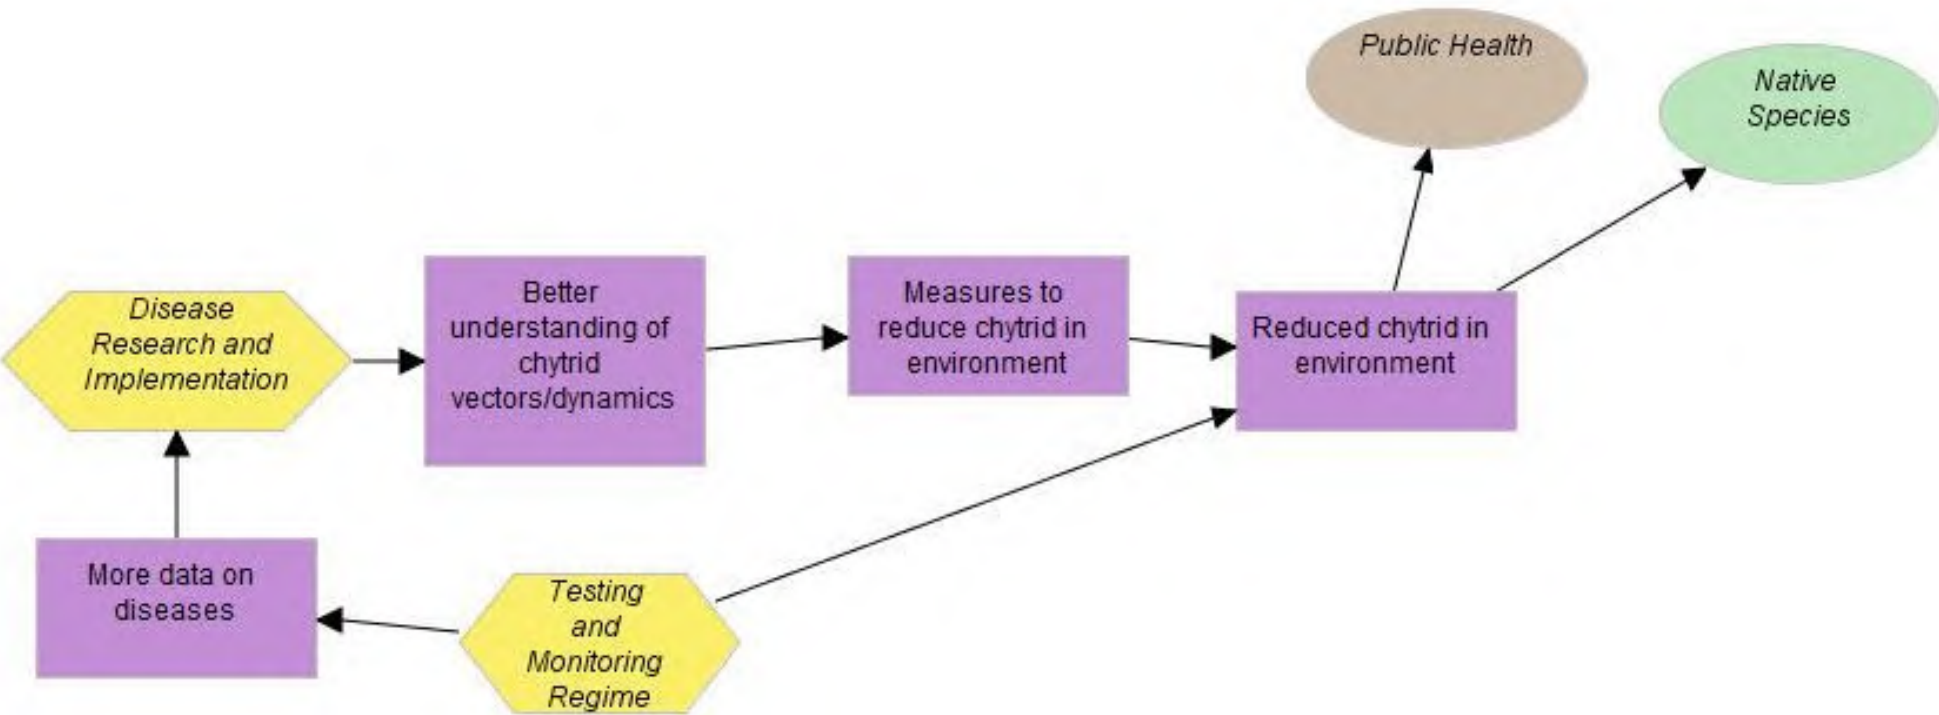 Public Health
Native
Species
Disease
Research and
Implementation
Better
understanding of
chytrid
vectors/dynamics
Measures to
reduce chytrid in
environment
Reduced chytrid in
environment
More data on
diseases
Testing
and
Monitoring
Regime